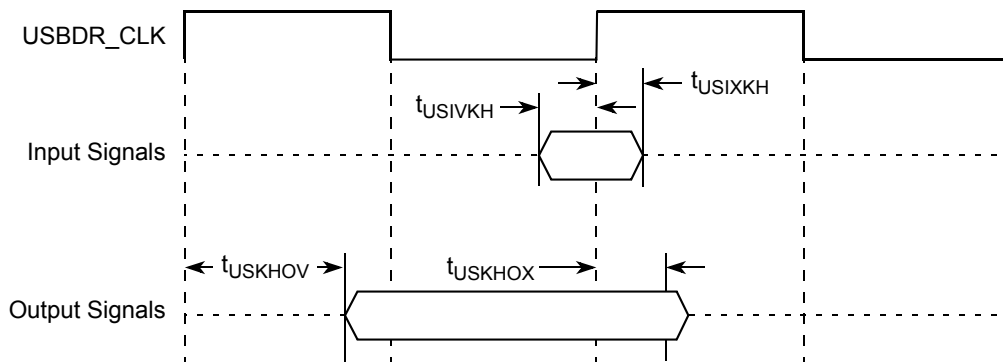 USBDR_CLK
tUSIXKH
tUSIVKH
Input Signals
tUSKHOV
tUSKHOX
Output Signals